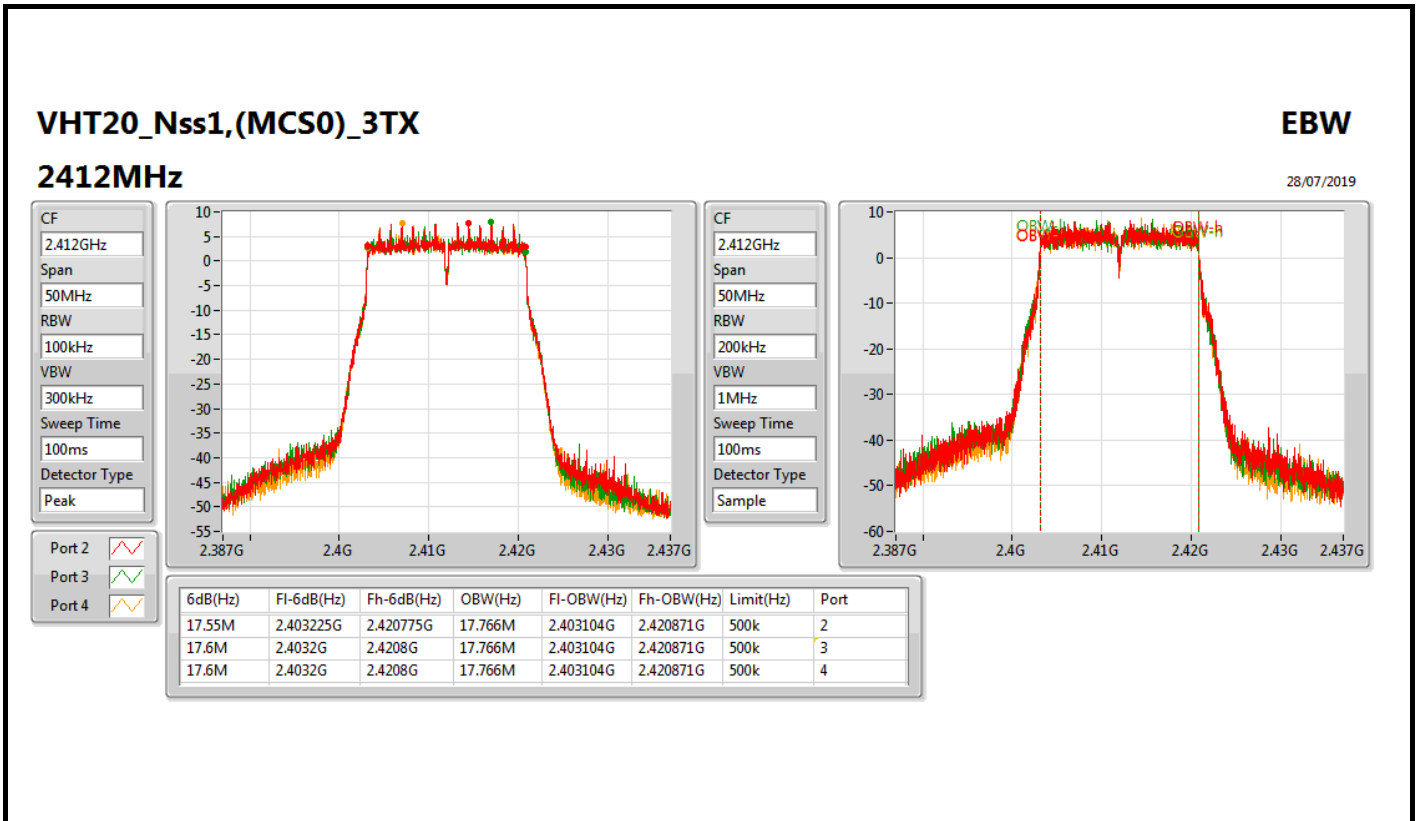 VHT20_Nss1,(MCS0)_3TX
EBW
2412MHz
28/07/2019
CF
2.412GHz
Span
50MHz
RBW
100kHz
VBW
300kHz
Sweep Time
100ms
Detector Type
Peak
10
5
0
-5
-10
-15
-20
-25
-30
-35
-40
-45
-50
-55
2.387G 2.4G 2.41G 2.42G 2.43G 2.437G
CF
2.412GHz
Span
50MHz
RBW
200kHz
VBW
1MHz
Sweep Time
100ms
Detector Type
Sample
10
0
-10
-20
-30
-40
-50
-60
OBW-h
2.387G 2.4G 2.41G 2.42G 2.43G 2.437G
Port 2
Port 3
Port 4
6dB(Hz) Fl-6dB(Hz) Fh-6dB(Hz) OBW(Hz) Fl-OBW(Hz) Fh-OBW(Hz) Limit(Hz) Port
17.55M 2.403225G 2.420775G 17.766M 2.403104G 2.420871G 500k 2
17.6M 2.4032G 2.4208G 17.766M 2.403104G 2.420871G 500k 3
17.6M 2.4032G 2.4208G 17.766M 2.403104G 2.420871G 500k 4